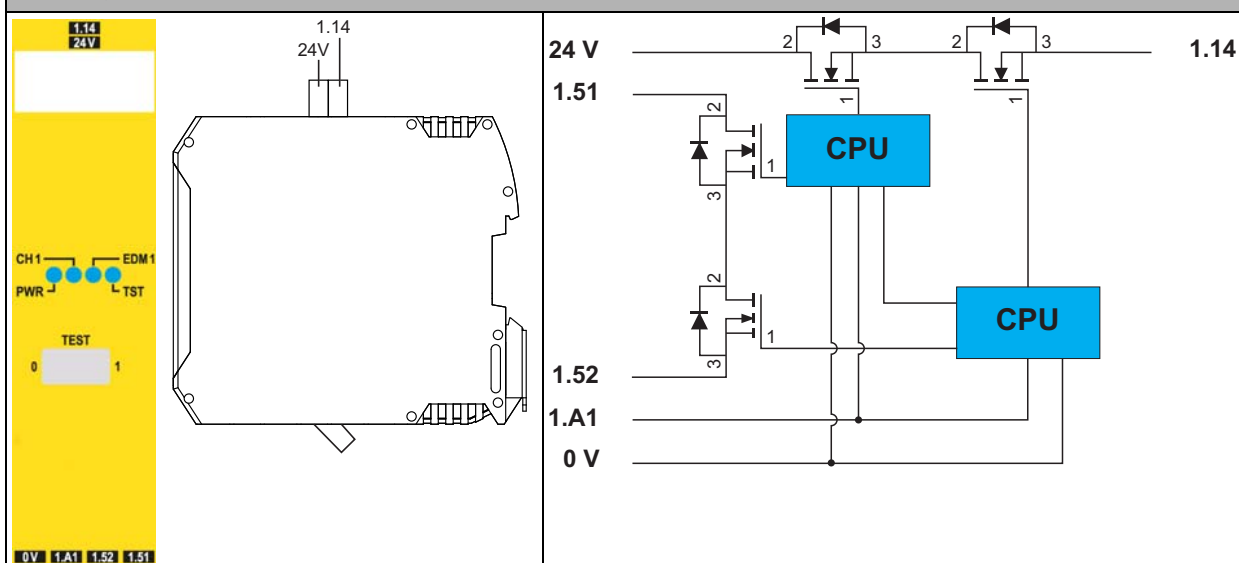 1.14
24V
CH1
EDM1
PWR
TST
TEST
0 1
0V 1.A1 1.52 1.51
1.14
24V
24 V
2 3
2 3
1.14
1
1
1.51
2
CPU
1
3
2
CPU
1
3
1.52
1.A1
0 V